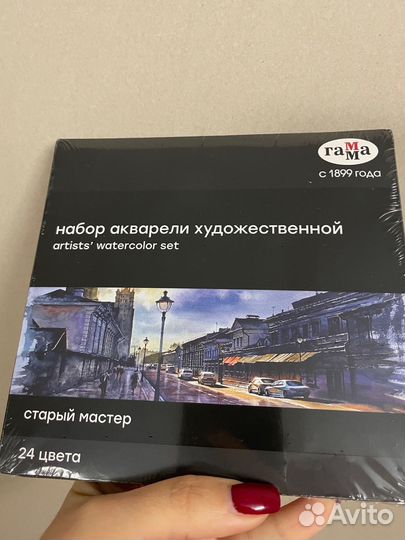 гамма
с 1899 года
набор акварели художественной
artists' watercolor set
старый мастер
24 цвета
Avito